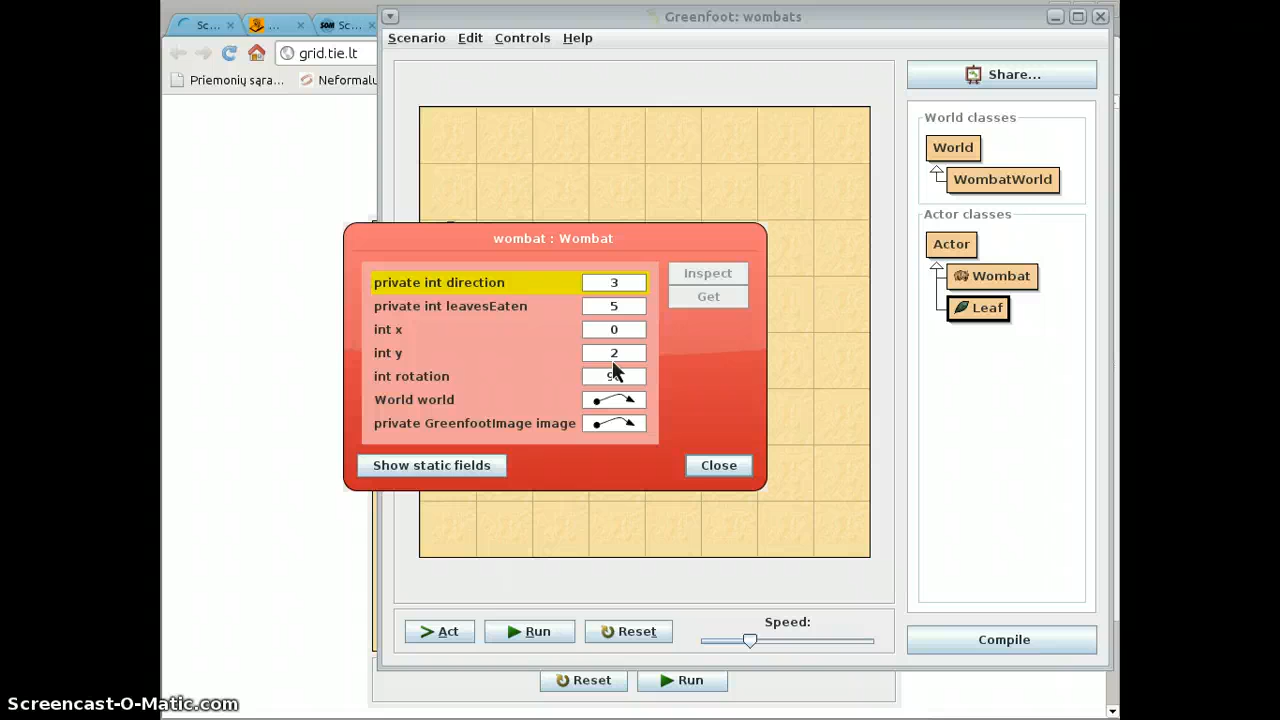 Sc...
...
Sc...
grid.tie.lt
Priemonių sąra...
Neformalu
Greenfoot: wombats
Scenario Edit Controls Help
Share...
World classes
World
WombatWorld
Actor classes
Actor
Wombat
Leaf
wombat : Wombat
private int direction 3
private int leavesEaten 5
int x 0
int y 2
int rotation
World world
private GreenfootImage image
Inspect
Get
Show static fields
Close
> Act
Run
Reset
Speed:
Compile
Reset
Run
Screencast-O-Matic.com